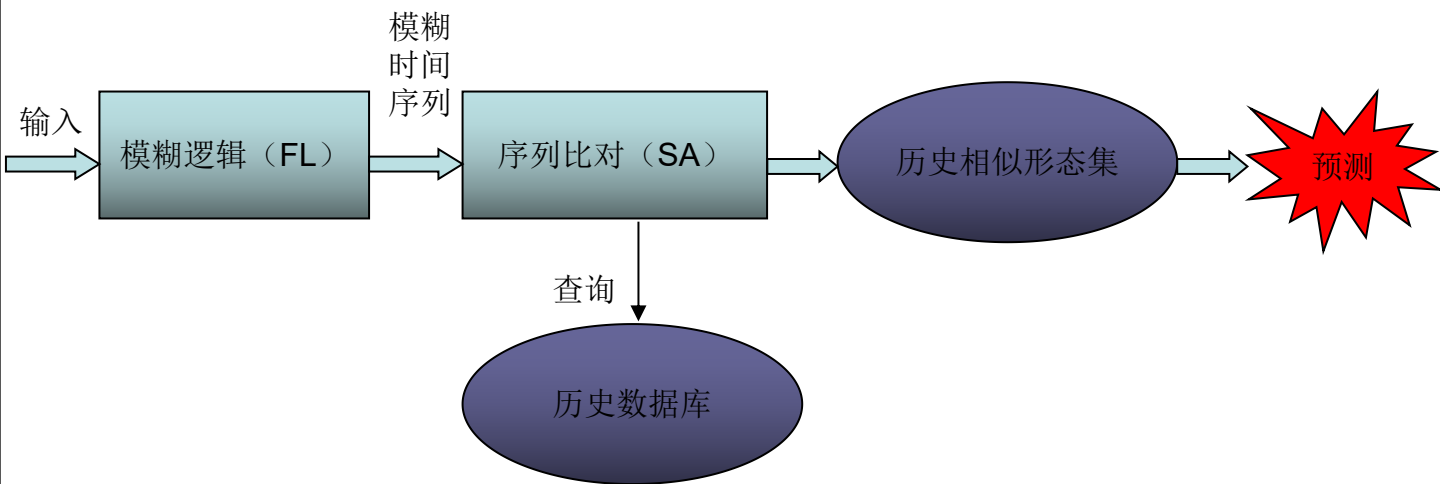 输入
模糊逻辑（FL）
模糊
时间
序列
序列比对（SA）
历史相似形态集
预测
查询
历史数据库